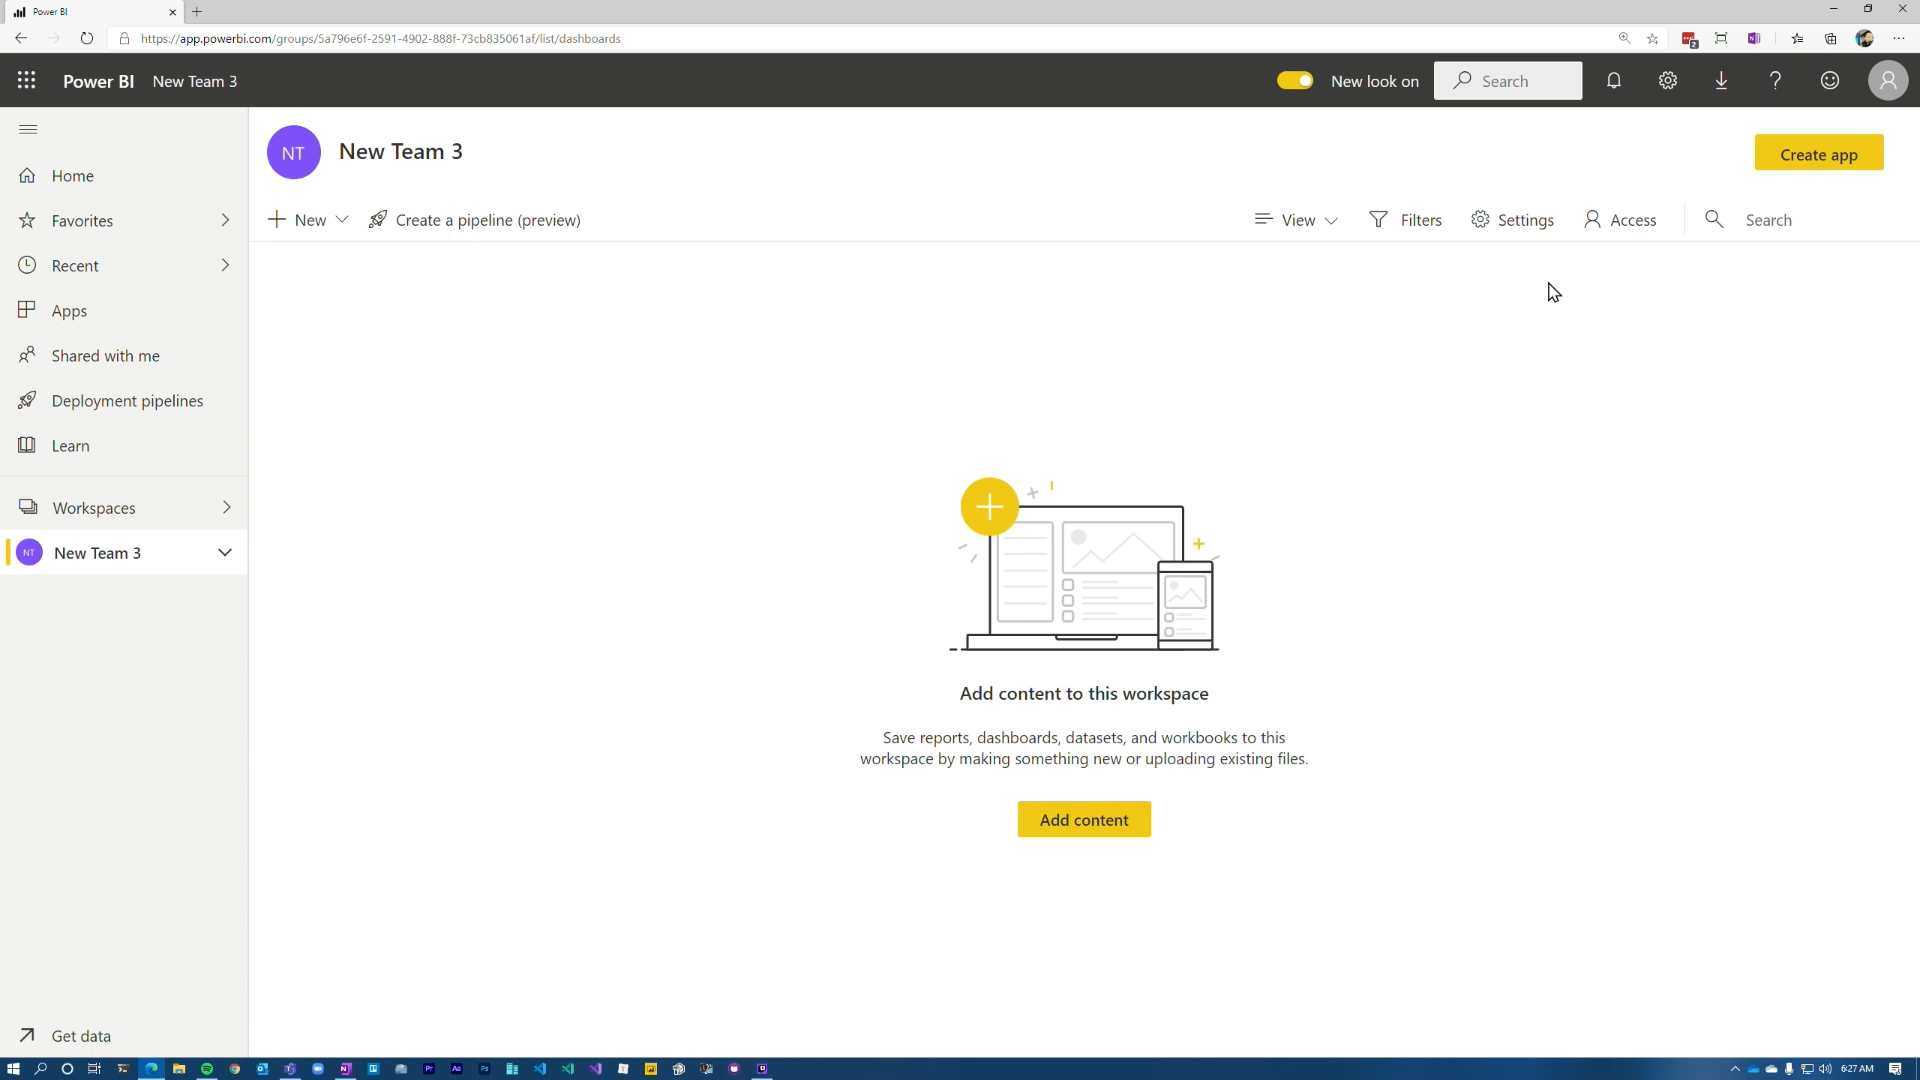 Power BI
https://app.powerbi.com/groups/5a796e6f-2591-4902-888f-73cb835061af/list/dashboards
Power BI New Team 3 New look on Search
NT New Team 3 Create app
Home
Favorites
Recent
Apps
Shared with me
Deployment pipelines
Learn
Workspaces
NT New Team 3
Get data
New Create a pipeline (preview) View Filters Settings Access Search
Add content to this workspace
Save reports, dashboards, datasets, and workbooks to this
workspace by making something new or uploading existing files.
Add content
6:27 AM